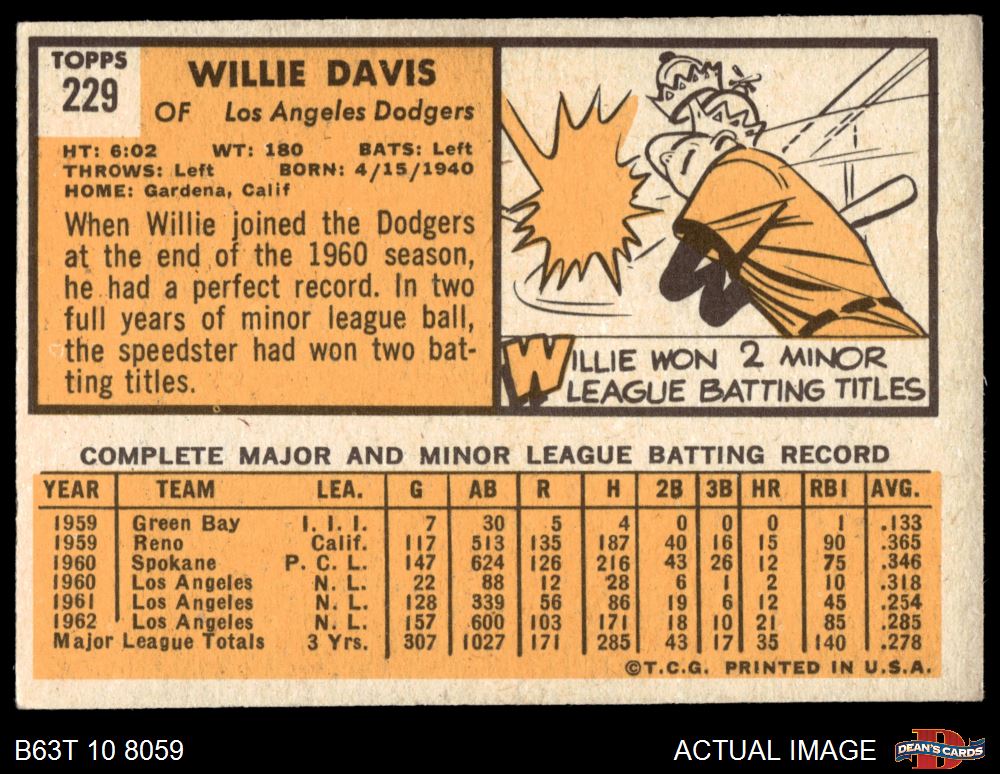 TOPPS
229
WILLIE DAVIS
OF Los Angeles Dodgers
HT: 6:02 WT: 180 BATS: Left
THROWS: Left BORN: 4/15/1940
HOME: Gardena, Calif
When Willie joined the Dodgers
at the end of the 1960 season,
he had a perfect record. In two
full years of minor league ball,
the speedster had won two bat-
ting titles.
WILLIE WON 2 MINOR
LEAGUE BATTING TITLES
COMPLETE MAJOR AND MINOR LEAGUE BATTING RECORD
YEAR TEAM LEA. G AB R H 2B 3B HR RBI AVG.
1959 Green Bay I. I. I. 7 30 5 4 0 0 0 1 .133
1959 Reno Calif. 117 513 135 187 40 16 15 90 .365
1960 Spokane P. C. L. 147 624 126 216 43 26 12 75 .346
1960 Los Angeles N. L. 22 88 12 28 6 1 2 10 .318
1961 Los Angeles N. L. 128 339 56 86 19 6 12 45 .254
1962 Los Angeles N. L. 157 600 103 171 18 10 21 85 .285
Major League Totals 3 Yrs. 307 1027 171 285 43 17 35 140 .278
©T.C.G. PRINTED IN U.S.A.
B63T 10 8059
ACTUAL IMAGE
DEAN'S CARDS